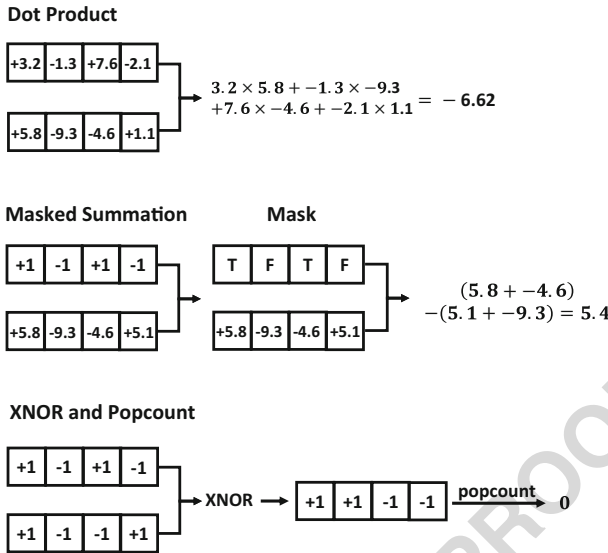 Dot Product
+3.2 -1.3 +7.6 -2.1
3.2 × 5.8 + −1.3 × −9.3
+7.6 × −4.6 + −2.1 × 1.1 = − 6.62
+5.8 -9.3 -4.6 +1.1
Masked Summation Mask
+1 -1 +1 -1 T F T F
(5.8 + −4.6)
−(5.1 + −9.3) = 5.4
+5.8 -9.3 -4.6 +5.1 +5.8 -9.3 -4.6 +5.1
XNOR and Popcount
+1 -1 +1 -1
XNOR +1 +1 -1 -1 popcount 0
+1 -1 -1 +1
PROO